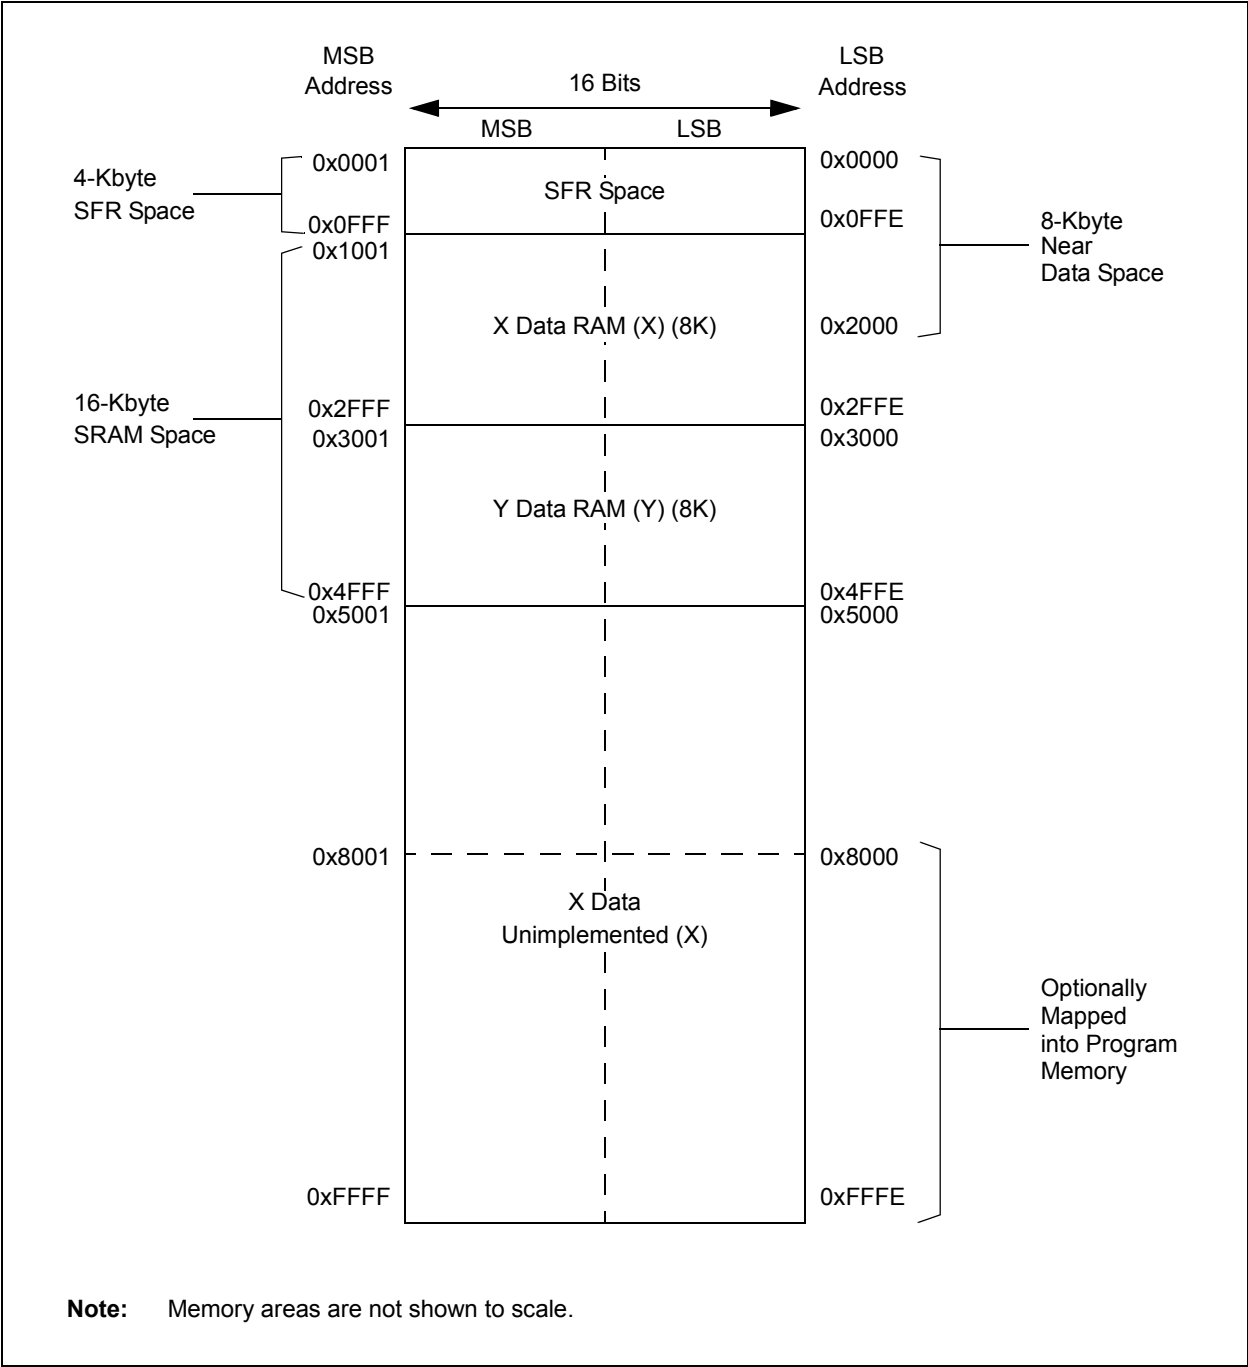 MSB
Address
16 Bits
LSB
Address
MSB
LSB
4-Kbyte
SFR Space
0x0001
SFR Space
0x0000
0x0FFF
0x0FFE
8-Kbyte
Near
Data Space
0x1001
X Data RAM (X) (8K)
0x2000
16-Kbyte
SRAM Space
0x2FFF
0x2FFE
0x3001
0x3000
Y Data RAM (Y) (8K)
0x4FFF
0x4FFE
0x5001
0x5000
0x8001
0x8000
X Data
Unimplemented (X)
Optionally
Mapped
into Program
Memory
0xFFFF
0xFFFE
Note: Memory areas are not shown to scale.